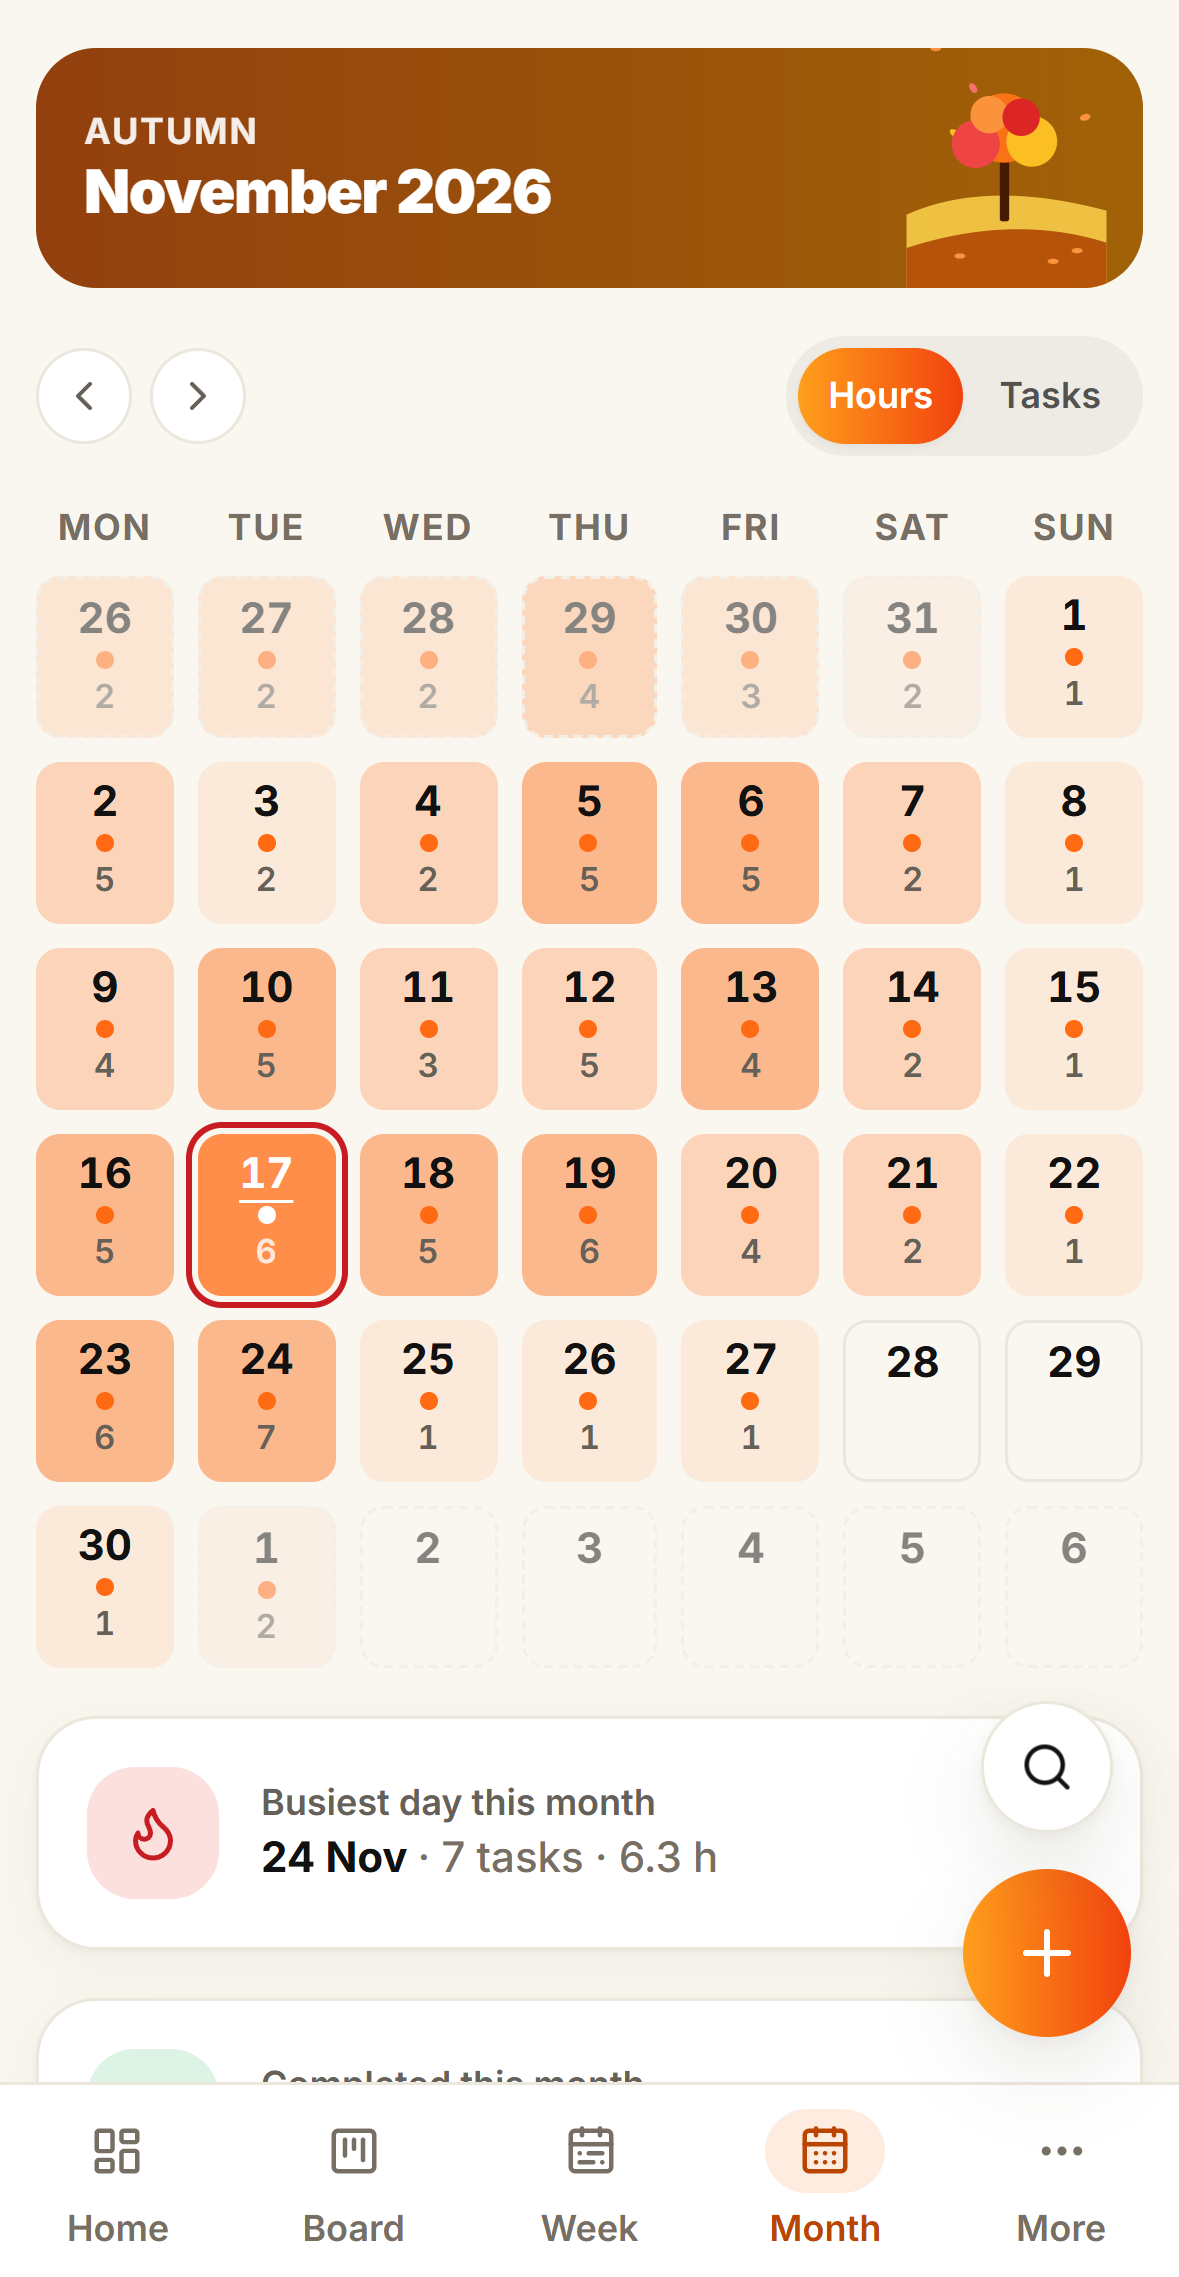 AUTUMN
November 2026
Hours Tasks
MON TUE WED THU FRI SAT SUN
26 27 28 29 30 31 1
2 2 2 4 3 2 1
2 3 4 5 6 7 8
5 2 2 5 5 2 1
9 10 11 12 13 14 15
4 5 3 5 4 2 1
16 17 18 19 20 21 22
5 6 5 6 4 2 1
23 24 25 26 27 28 29
6 7 1 1 1
30 1 2 3 4 5 6
1 2
Busiest day this month
24 Nov · 7 tasks · 6.3 h
Completed this month
Home Board Week Month More